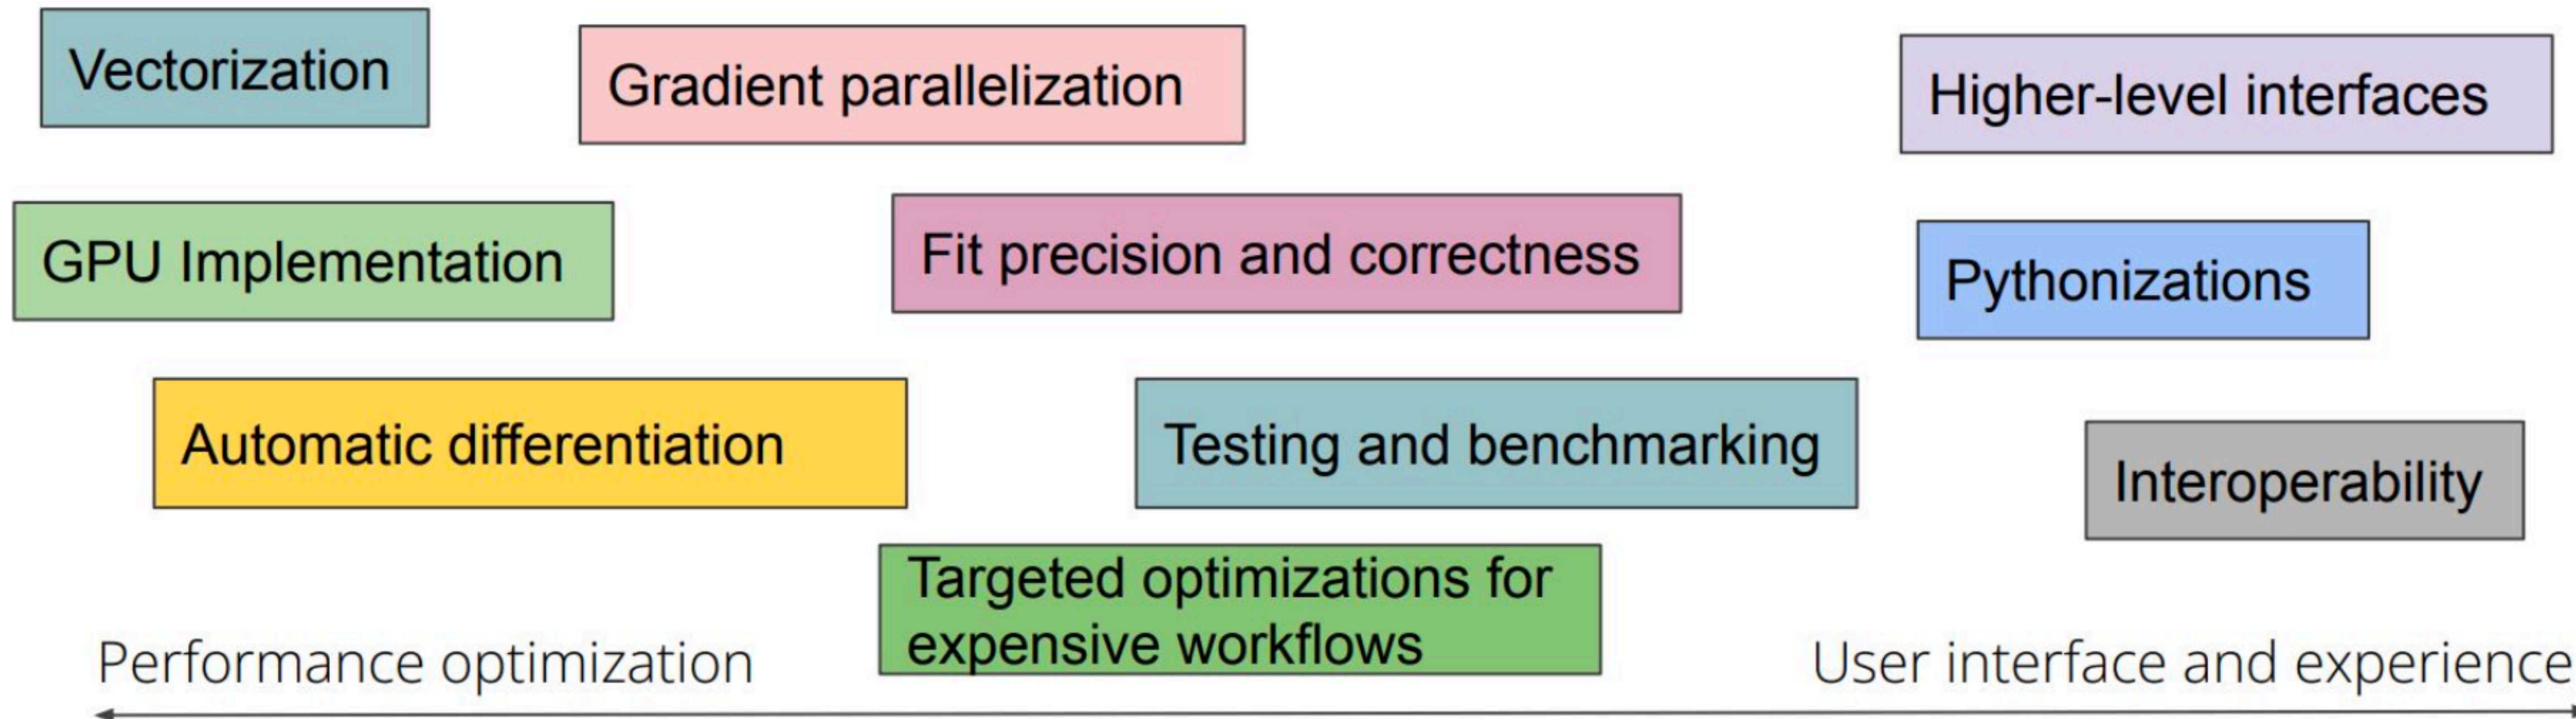 Vectorization
Gradient parallelization
Higher-level interfaces
GPU Implementation
Fit precision and correctness
Pythonizations
Automatic differentiation
Testing and benchmarking
Interoperability
Targeted optimizations for
expensive workflows
Performance optimization
User interface and experience